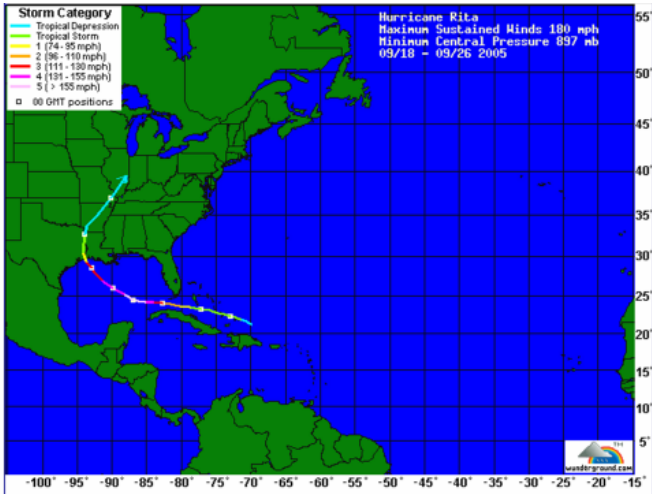 Storm Category
Tropical Depression
Tropical Storm
1 (74-95 mph)
2 (96-110 mph)
3 (111-130 mph)
4 (131-155 mph)
5 ( > 155 mph)
00 GMT positions
Hurricane Rita
Maximum Sustained Winds 180 mph
Minimum Central Pressure 897 mb
09/18 - 09/26 2005
55°
50°
45°
40°
35°
30°
25°
20°
15°
10°
5°
TM
wunderground.com
-100° -95° -90° -85° -80° -75° -70° -65° -60° -55° -50° -45° -40° -35° -30° -25° -20° -15°